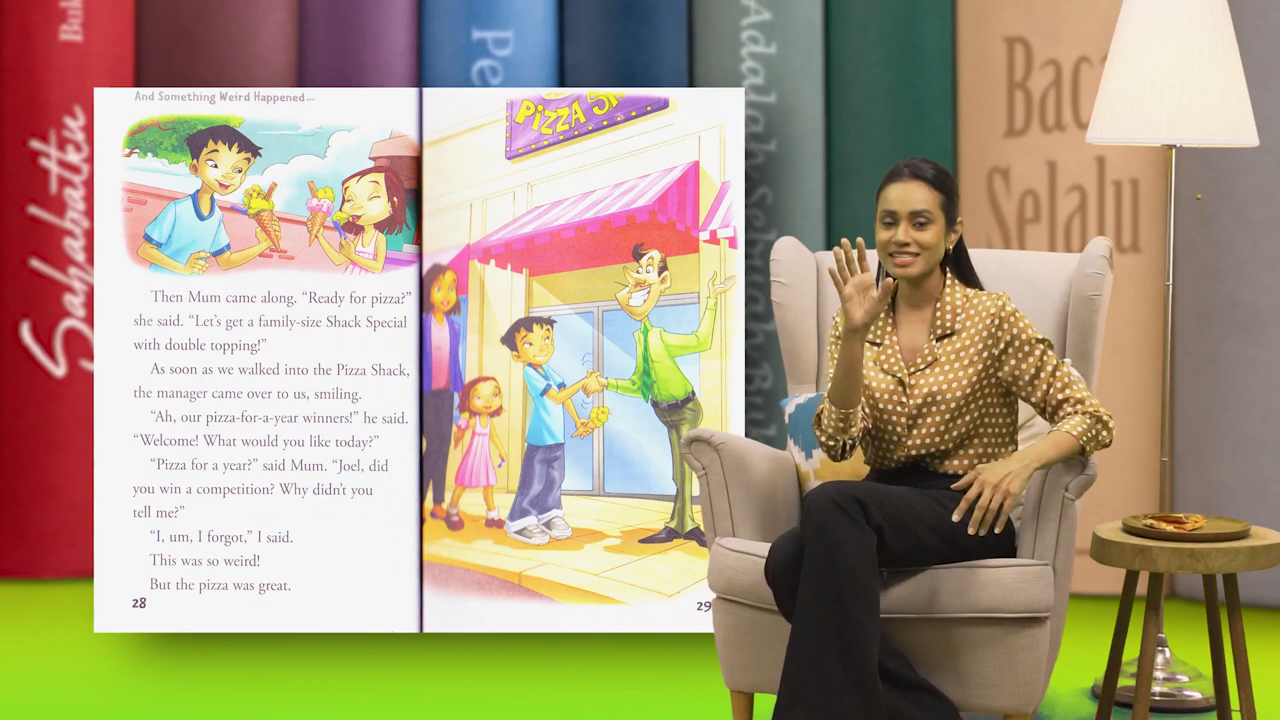 Sahabatku
Adalah Sebuah
Baca
Selalu
And Something Weird Happened...
Then Mum came along. “Ready for pizza?”
she said. “Let’s get a family-size Shack Special
with double topping!”
As soon as we walked into the Pizza Shack,
the manager came over to us, smiling.
“Ah, our pizza-for-a-year winners!” he said.
“Welcome! What would you like today?”
“Pizza for a year?” said Mum. “Joel, did
you win a competition? Why didn’t you
tell me?”
“I, um, I forgot,” I said.
This was so weird!
But the pizza was great.
28
PIZZA
29